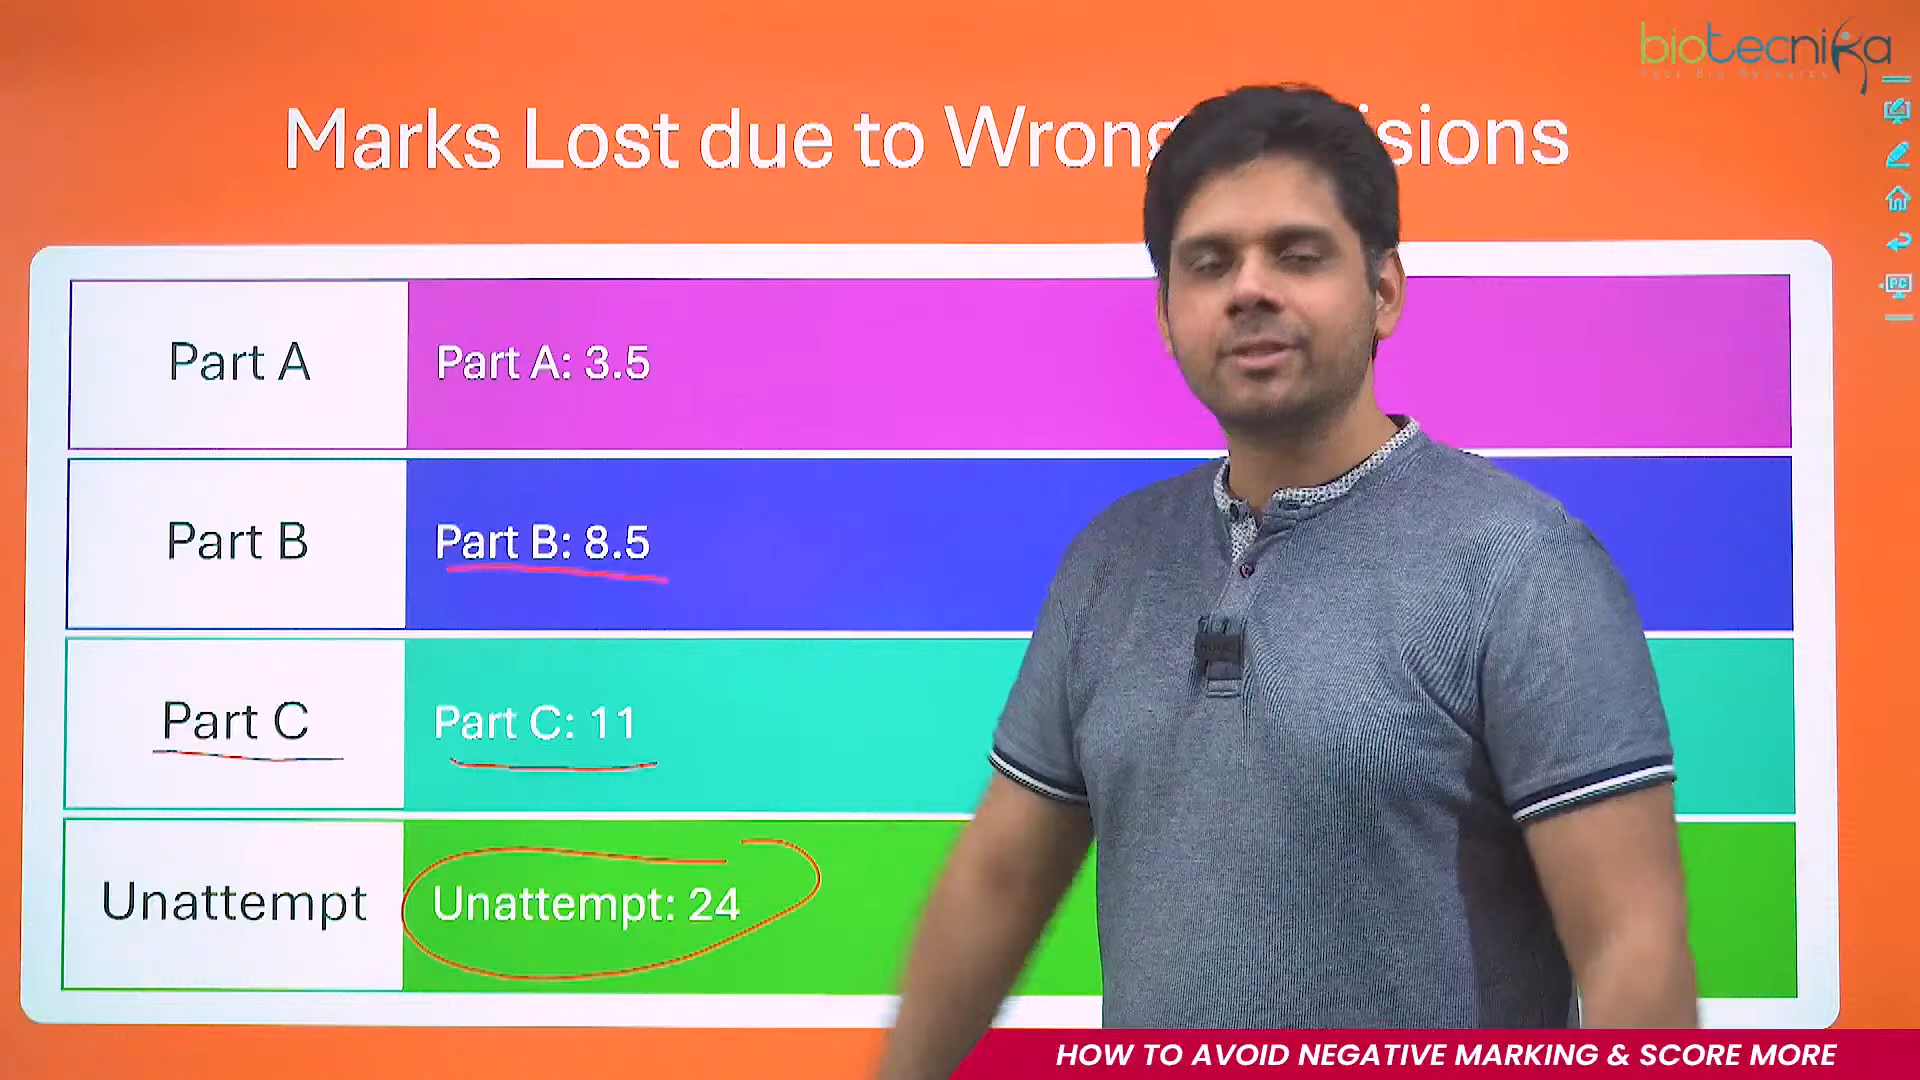 biotecnika
Marks Lost due to Wrong
Part A
Part A: 3.5
Part B
Part B: 8.5
Part C
Part C: 11
Unattempt
Unattempt: 24
PC
HOW TO AVOID NEGATIVE MARKING & SCORE MORE